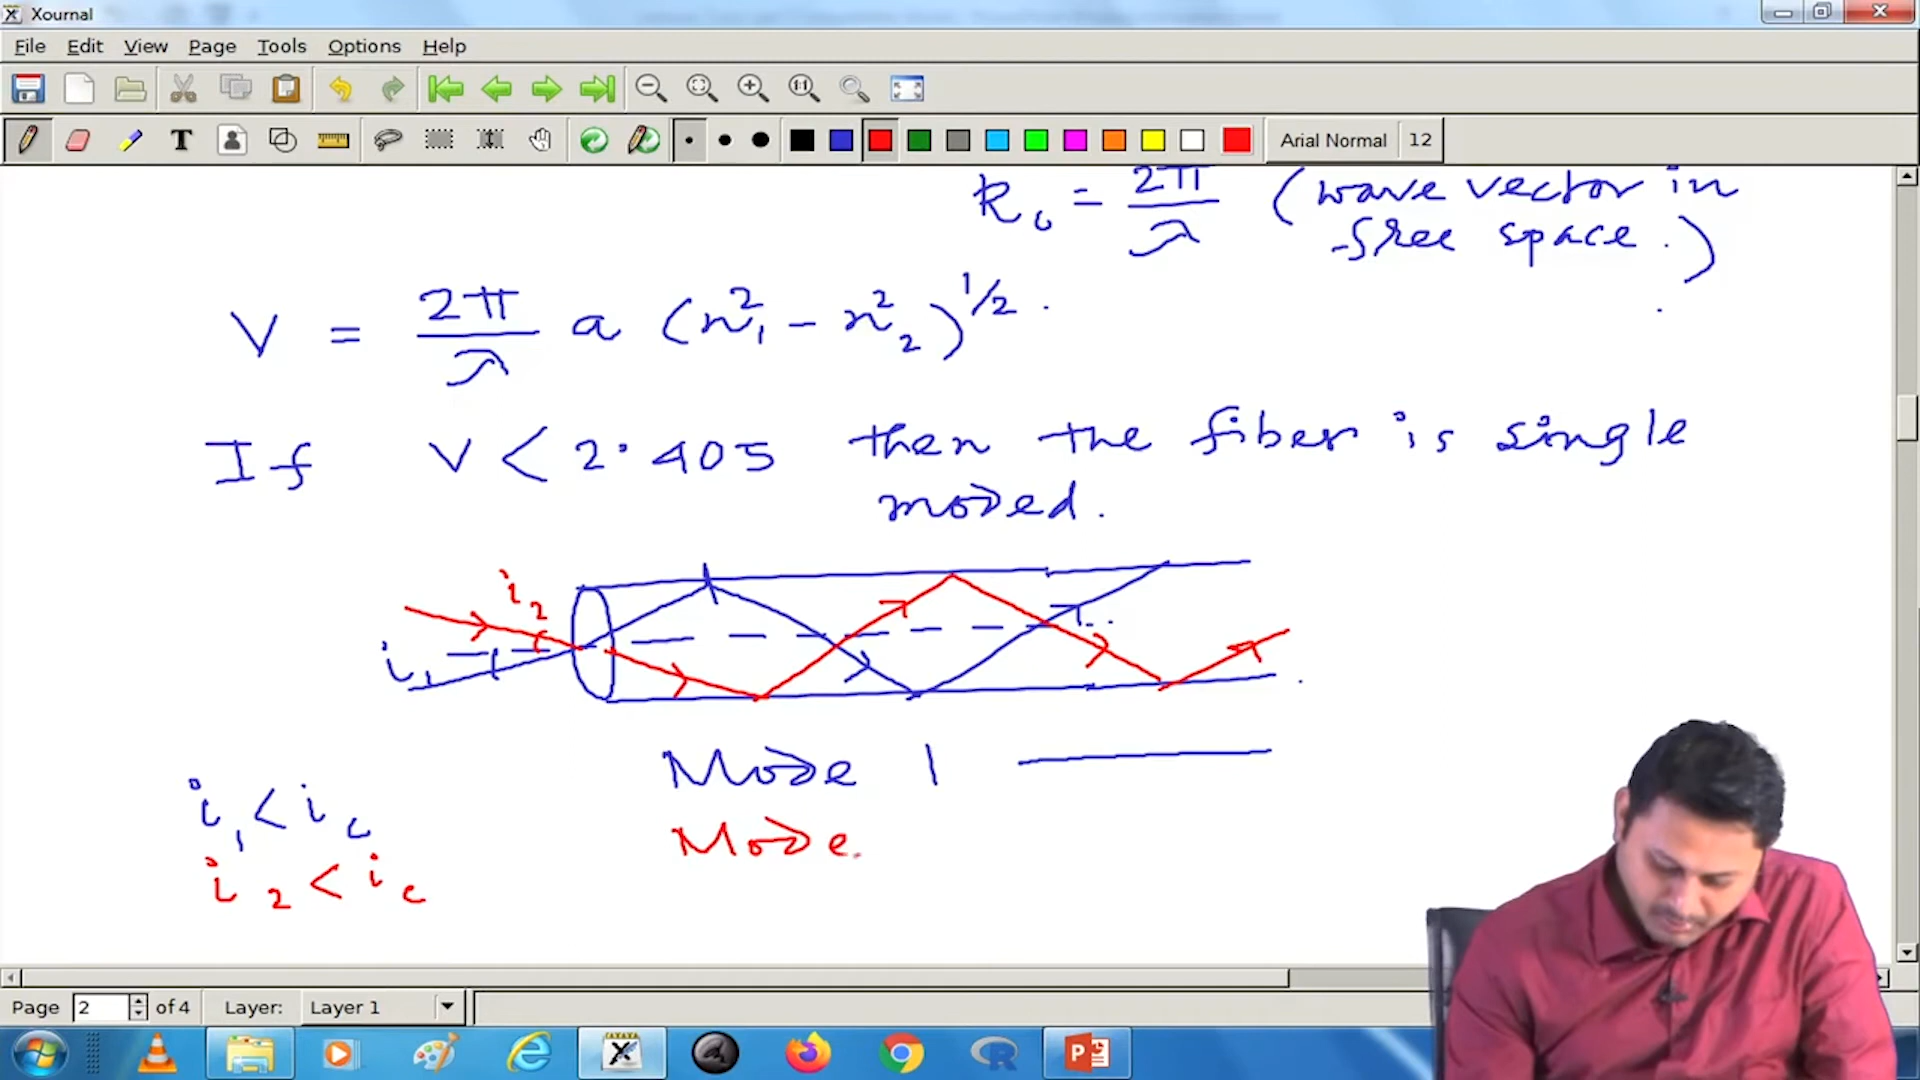 Xournal
File Edit View Page Tools Options Help
T Arial Normal 12
k₀ = 2π/λ (wave vector in
free space.)
V = 2π/λ a (n₁² - n₂²)^1/2.
If V < 2.405 then the fiber is single
moded.
i₂
i₁
Mode 1
i₁ < ic
Mode
i₂ < ic
Page 2 of 4 Layer: Layer 1